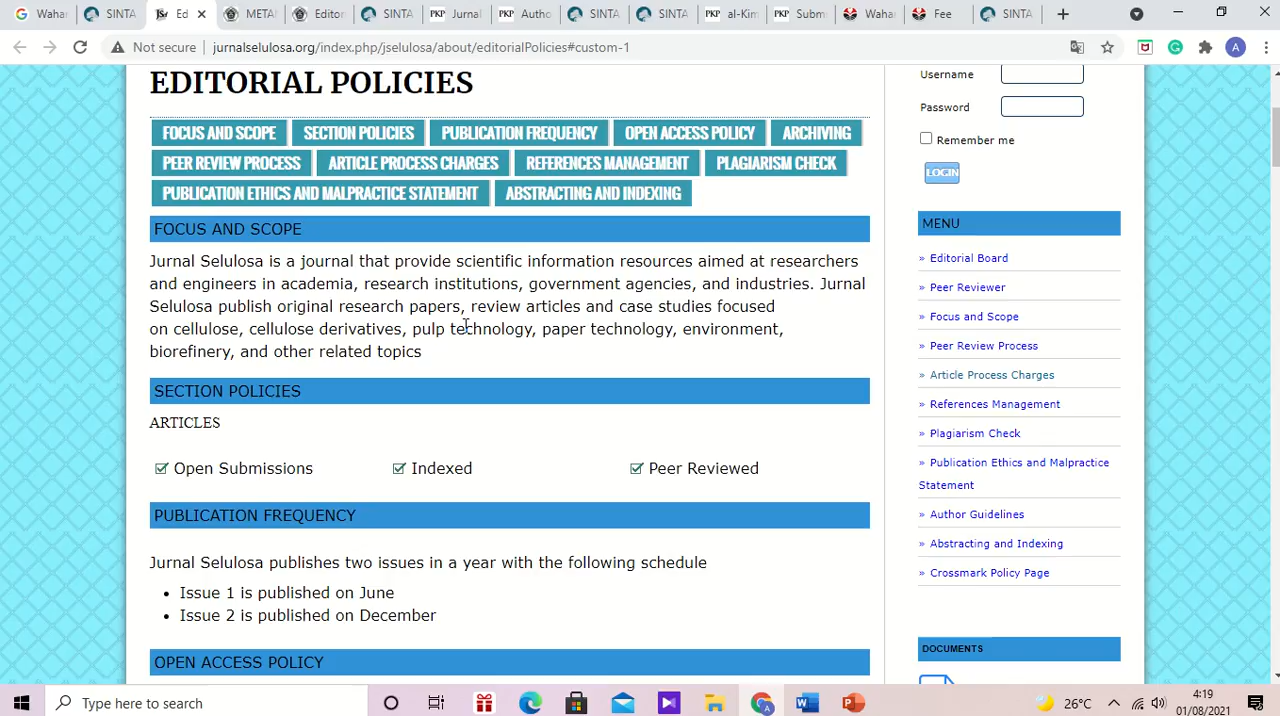 Wahar
SINTA
Ed
META
Editor
SINTA
Jurnal
Autho
SINTA
SINTA
al-Kim
Submi
Wahar
Fee
SINTA
Not secure
jurnalselulosa.org/index.php/jselulosa/about/editorialPolicies#custom-1
A
EDITORIAL POLICIES
FOCUS AND SCOPE
SECTION POLICIES
PUBLICATION FREQUENCY
OPEN ACCESS POLICY
ARCHIVING
PEER REVIEW PROCESS
ARTICLE PROCESS CHARGES
REFERENCES MANAGEMENT
PLAGIARISM CHECK
PUBLICATION ETHICS AND MALPRACTICE STATEMENT
ABSTRACTING AND INDEXING
FOCUS AND SCOPE
Jurnal Selulosa is a journal that provide scientific information resources aimed at researchers
and engineers in academia, research institutions, government agencies, and industries. Jurnal
Selulosa publish original research papers, review articles and case studies focused
on cellulose, cellulose derivatives, pulp technology, paper technology, environment,
biorefinery, and other related topics
SECTION POLICIES
ARTICLES
Open Submissions
Indexed
Peer Reviewed
PUBLICATION FREQUENCY
Jurnal Selulosa publishes two issues in a year with the following schedule
• Issue 1 is published on June
• Issue 2 is published on December
OPEN ACCESS POLICY
Username
Password
Remember me
LOGIN
MENU
» Editorial Board
» Peer Reviewer
» Focus and Scope
» Peer Review Process
» Article Process Charges
» References Management
» Plagiarism Check
» Publication Ethics and Malpractice
Statement
» Author Guidelines
» Abstracting and Indexing
» Crossmark Policy Page
DOCUMENTS
Type here to search
26°C
4:19
01/08/2021